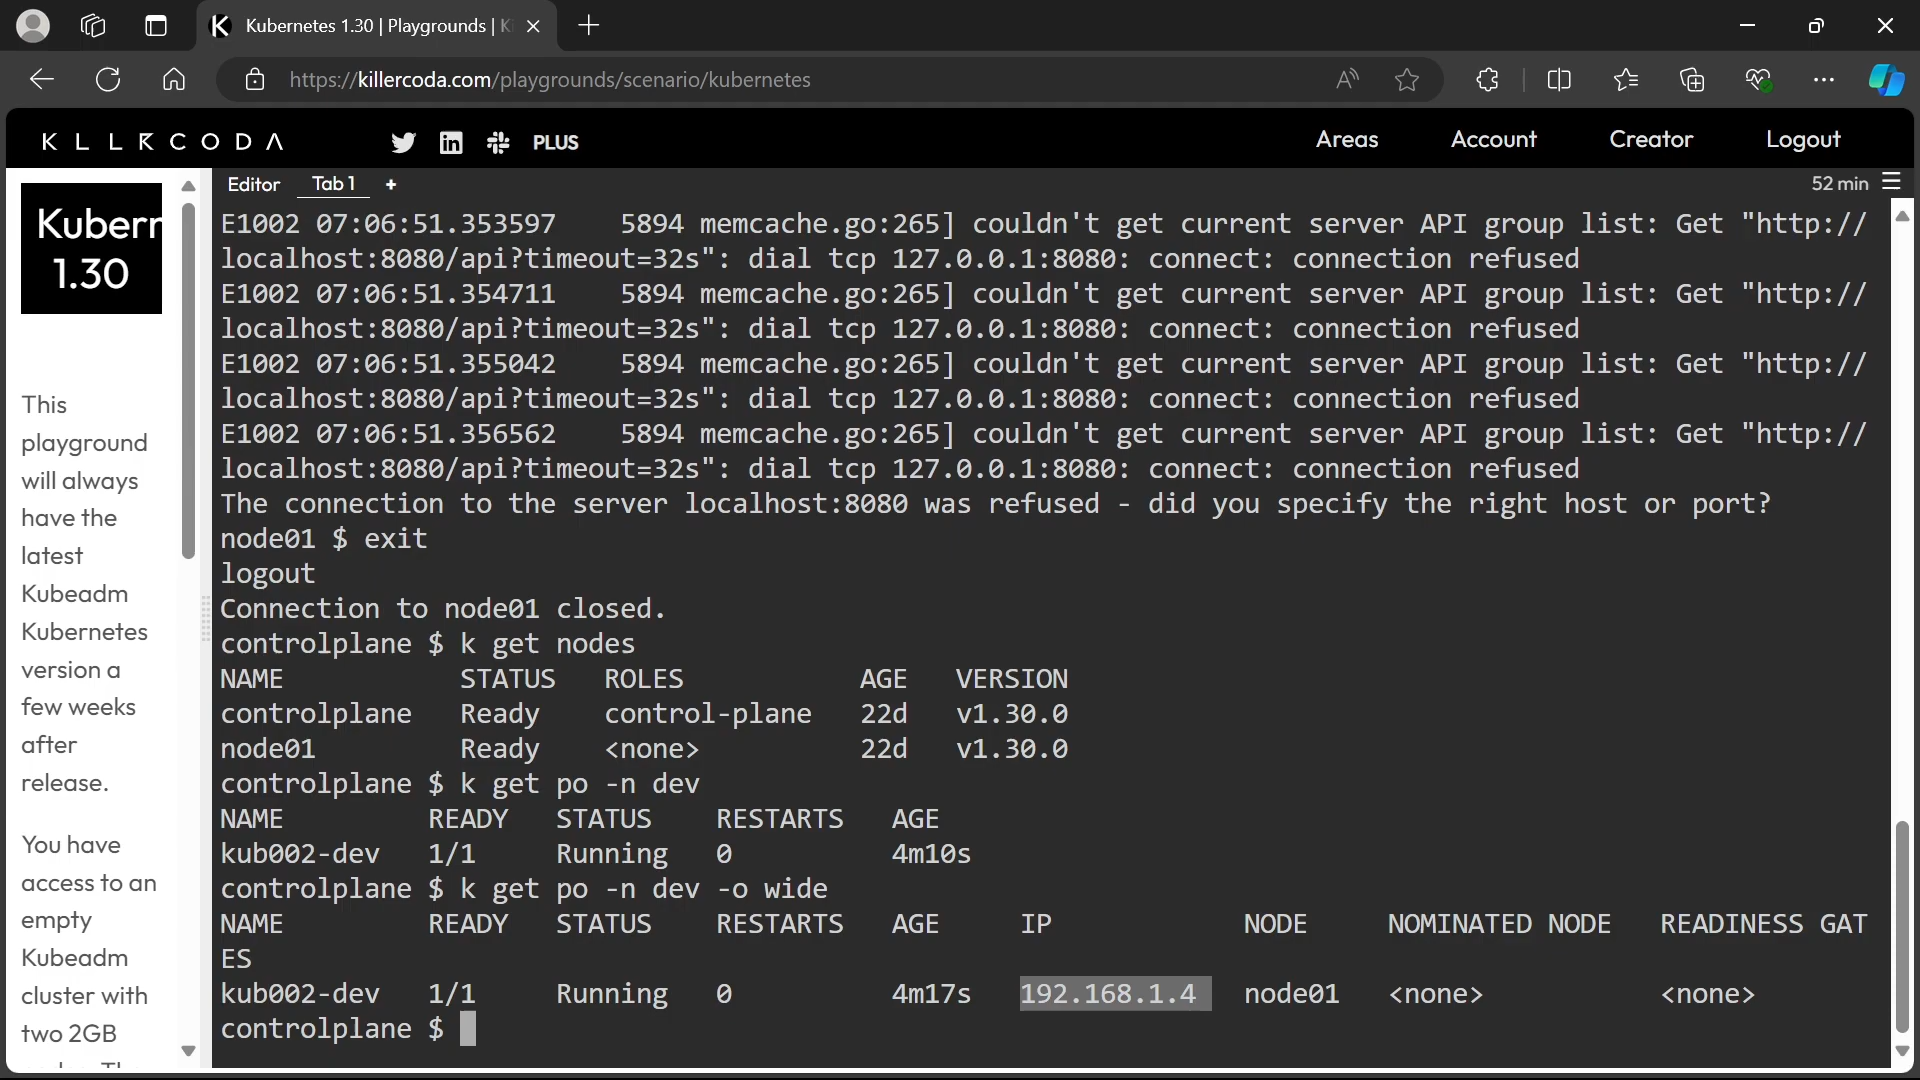 Kubernetes 1.30 | Playgrounds | K
https://killercoda.com/playgrounds/scenario/kubernetes
KLLRCODA
PLUS
Areas
Account
Creator
Logout
Kubern
1.30
This
playground
will always
have the
latest
Kubeadm
Kubernetes
version a
few weeks
after
release.
You have
access to an
empty
Kubeadm
cluster with
two 2GB
Editor Tab 1 +
52 min
E1002 07:06:51.353597    5894 memcache.go:265] couldn't get current server API group list: Get "http://
localhost:8080/api?timeout=32s": dial tcp 127.0.0.1:8080: connect: connection refused
E1002 07:06:51.354711    5894 memcache.go:265] couldn't get current server API group list: Get "http://
localhost:8080/api?timeout=32s": dial tcp 127.0.0.1:8080: connect: connection refused
E1002 07:06:51.355042    5894 memcache.go:265] couldn't get current server API group list: Get "http://
localhost:8080/api?timeout=32s": dial tcp 127.0.0.1:8080: connect: connection refused
E1002 07:06:51.356562    5894 memcache.go:265] couldn't get current server API group list: Get "http://
localhost:8080/api?timeout=32s": dial tcp 127.0.0.1:8080: connect: connection refused
The connection to the server localhost:8080 was refused - did you specify the right host or port?
node01 $ exit
logout
Connection to node01 closed.
controlplane $ k get nodes
NAME           STATUS   ROLES           AGE   VERSION
controlplane   Ready    control-plane   22d   v1.30.0
node01         Ready    <none>          22d   v1.30.0
controlplane $ k get po -n dev
NAME         READY   STATUS    RESTARTS   AGE
kub002-dev   1/1     Running   0          4m10s
controlplane $ k get po -n dev -o wide
NAME         READY   STATUS    RESTARTS   AGE     IP            NODE     NOMINATED NODE   READINESS GAT
ES
kub002-dev   1/1     Running   0          4m17s   192.168.1.4   node01   <none>           <none>
controlplane $